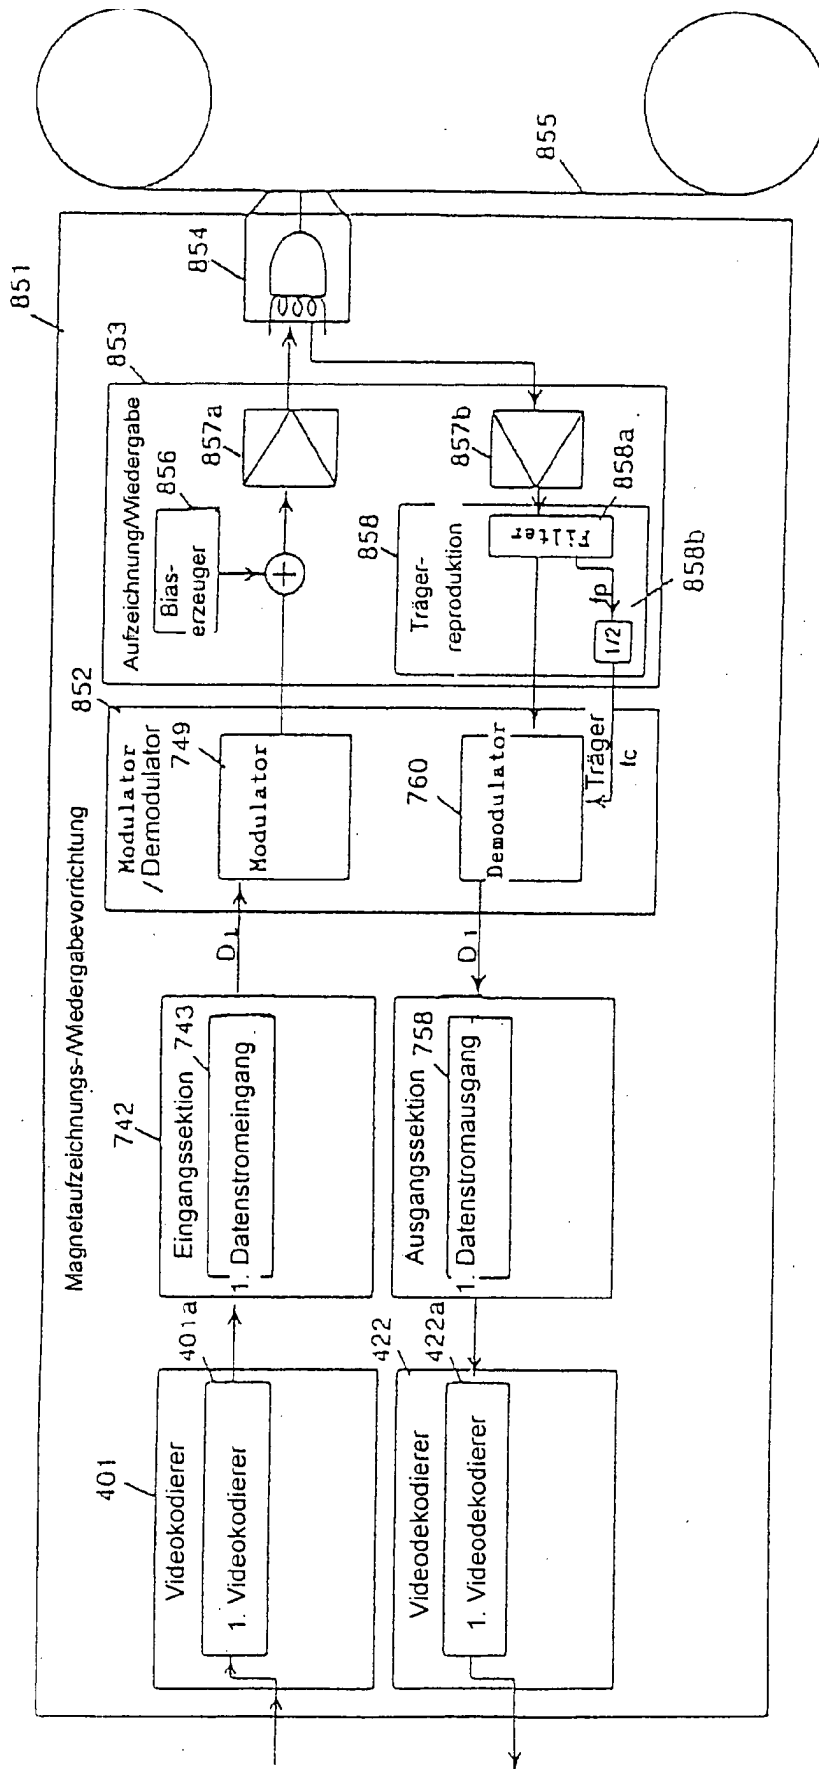 851
Magnetaufzeichnungs-/Wiedergabevorrichtung
401
Videokodierer
401a
1. Videokodierer
742
Eingangssektion
743
1. Datenstromeingang
D1
852
Modulator
/Demodulator
749
Modulator
853
Aufzeichnung/Wiedergabe
856
Bias-
erzeuger
857a
854
855
422
Videodekodierer
422a
1. Videodekodierer
Ausgangssektion
758
1. Datenstromausgang
D1
760
Demodulator
Träger
fc
858
Träger-
reproduktion
857b
858a
Filter
fp
1/2
858b